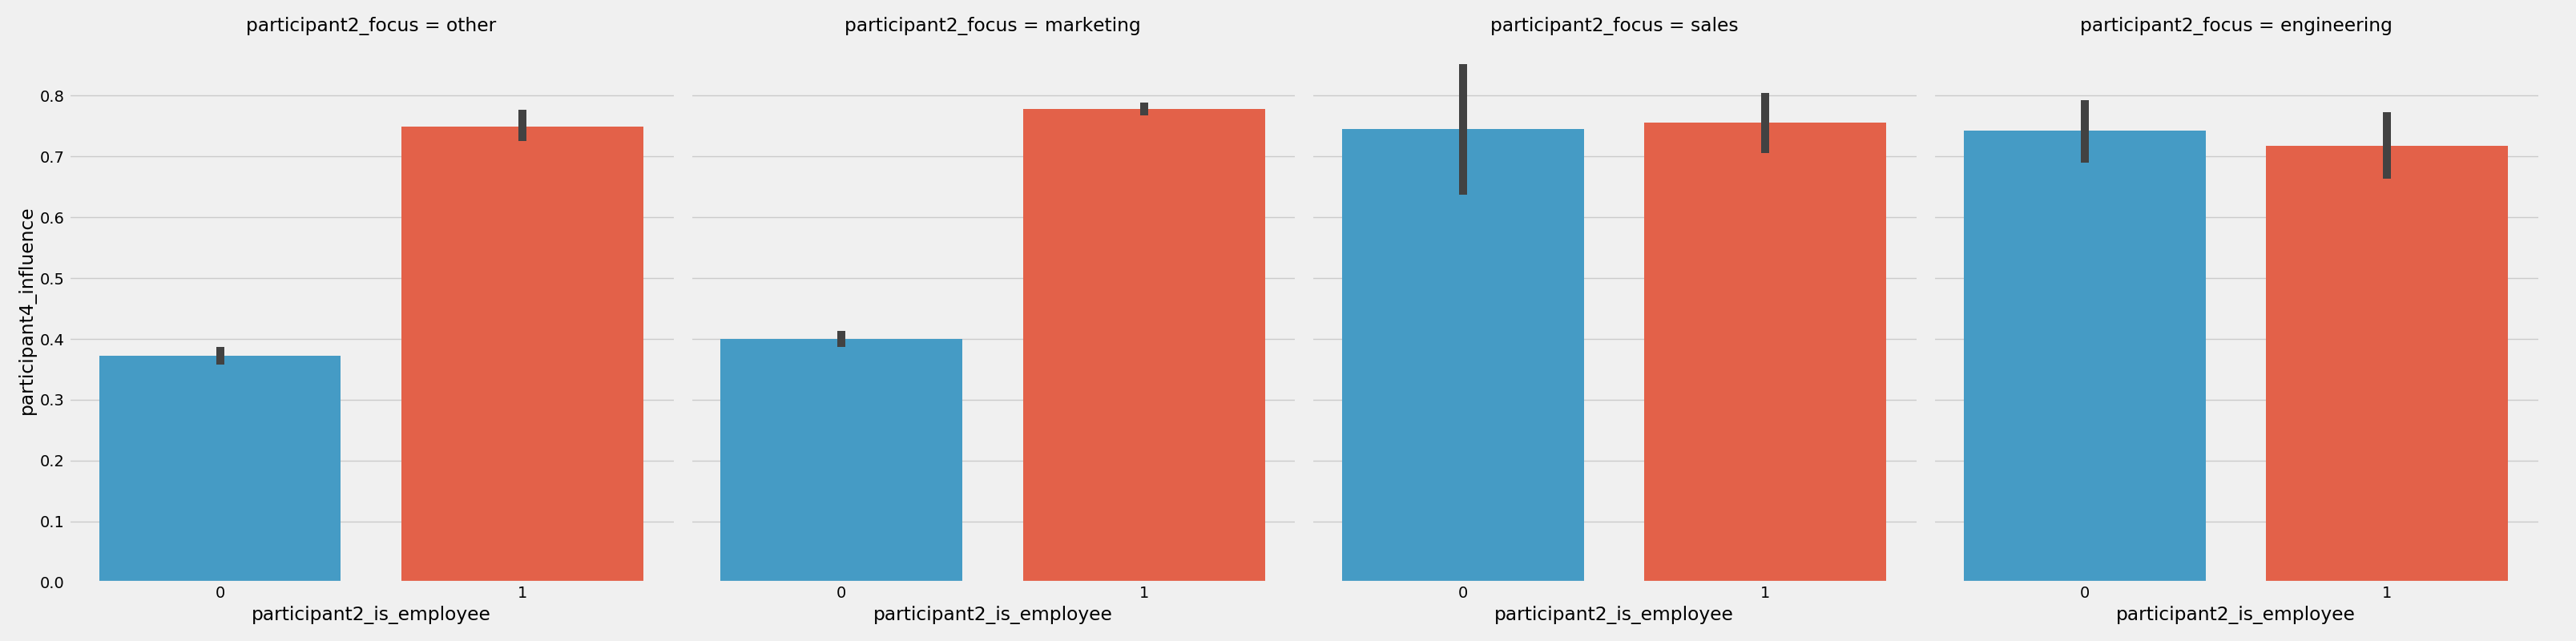 participant2_focus = other
participant2_focus = marketing
participant2_focus = sales
participant2_focus = engineering
participant4_influence
0.8
0.7
0.6
0.5
0.4
0.3
0.2
0.1
0.0
0 1
0 1
0 1
0 1
participant2_is_employee
participant2_is_employee
participant2_is_employee
participant2_is_employee